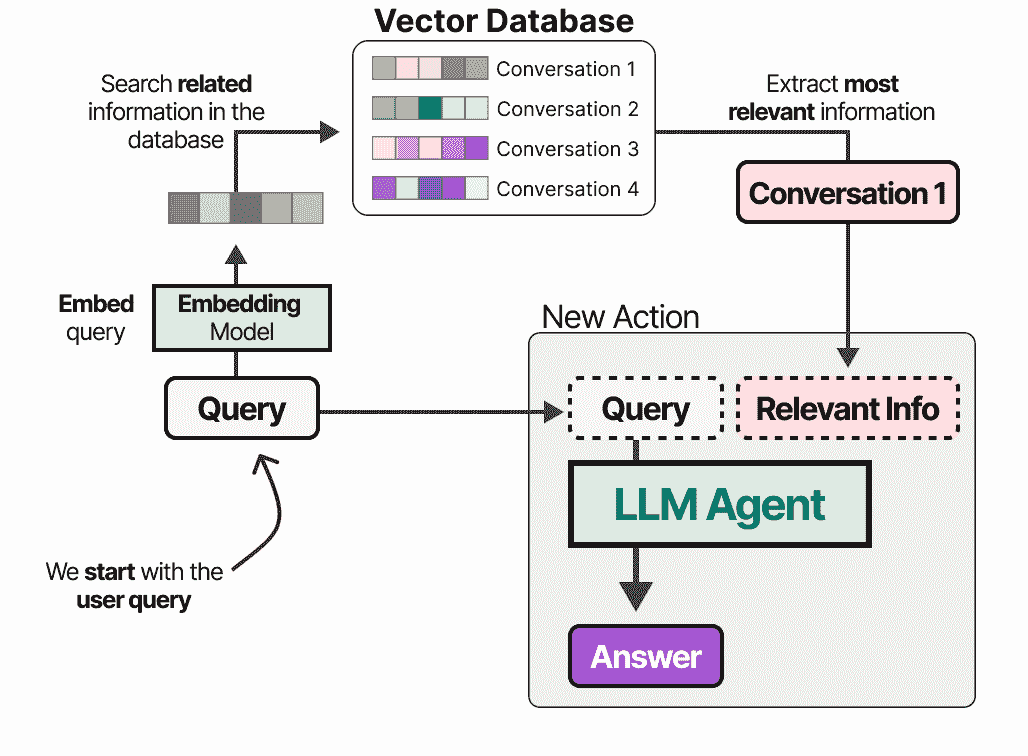 Vector Database
Conversation 1
Conversation 2
Conversation 3
Conversation 4
Search related
information in the
database
Extract most
relevant information
Conversation 1
Embed
query
Embedding
Model
Query
We start with the
user query
New Action
Query
Relevant Info
LLM Agent
Answer